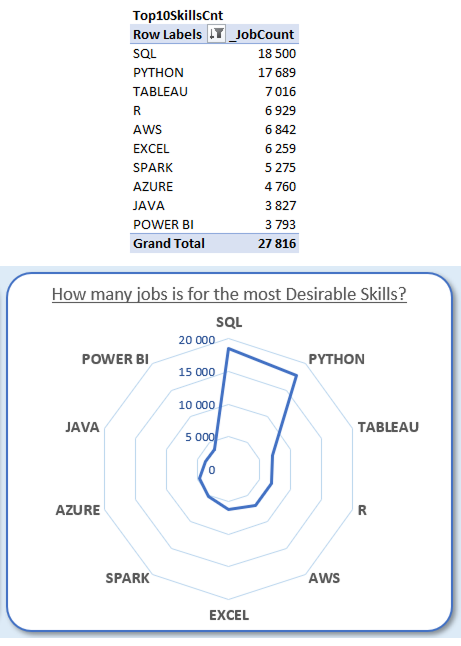 Top10SkillsCnt
Row Labels _JobCount
SQL 18 500
PYTHON 17 689
TABLEAU 7 016
R 6 929
AWS 6 842
EXCEL 6 259
SPARK 5 275
AZURE 4 760
JAVA 3 827
POWER BI 3 793
Grand Total 27 816
How many jobs is for the most Desirable Skills?
SQL
20 000
POWER BI
PYTHON
15 000
10 000
JAVA
TABLEAU
5 000
0
AZURE
R
SPARK
AWS
EXCEL